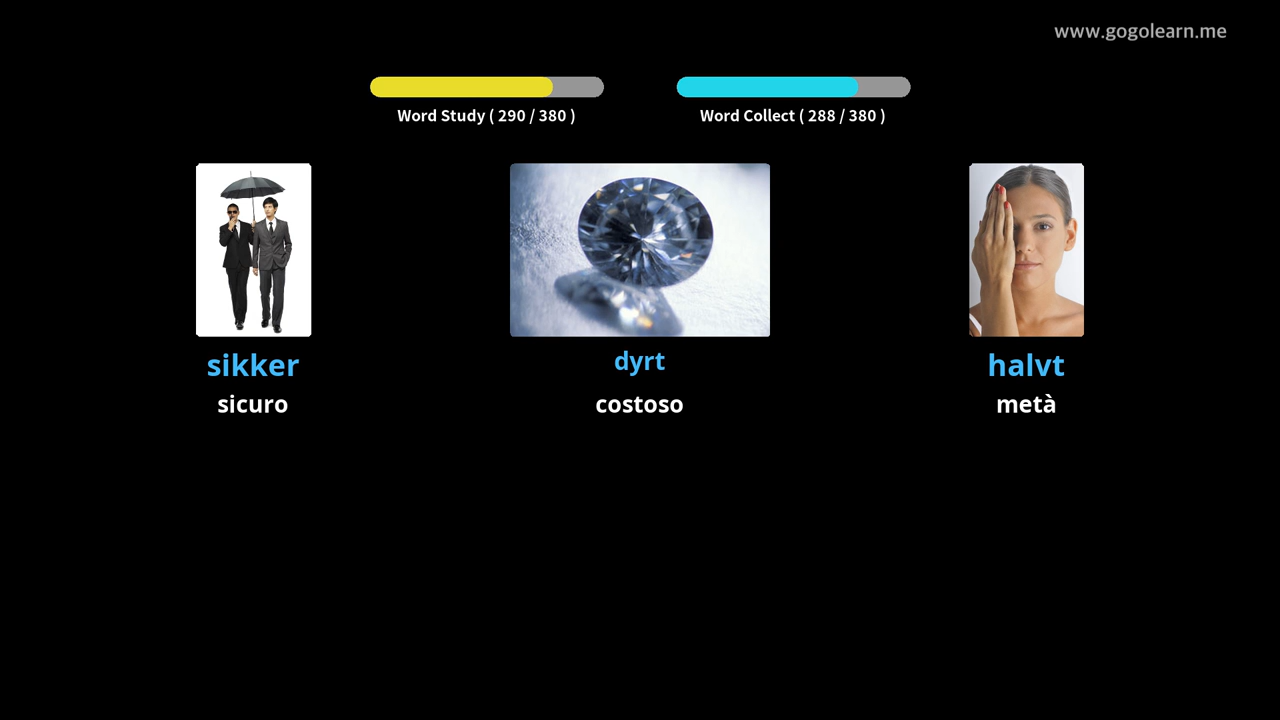 www.gogolearn.me
Word Study ( 290 / 380 )
Word Collect ( 288 / 380 )
sikker
dyrt
halvt
sicuro
costoso
metà